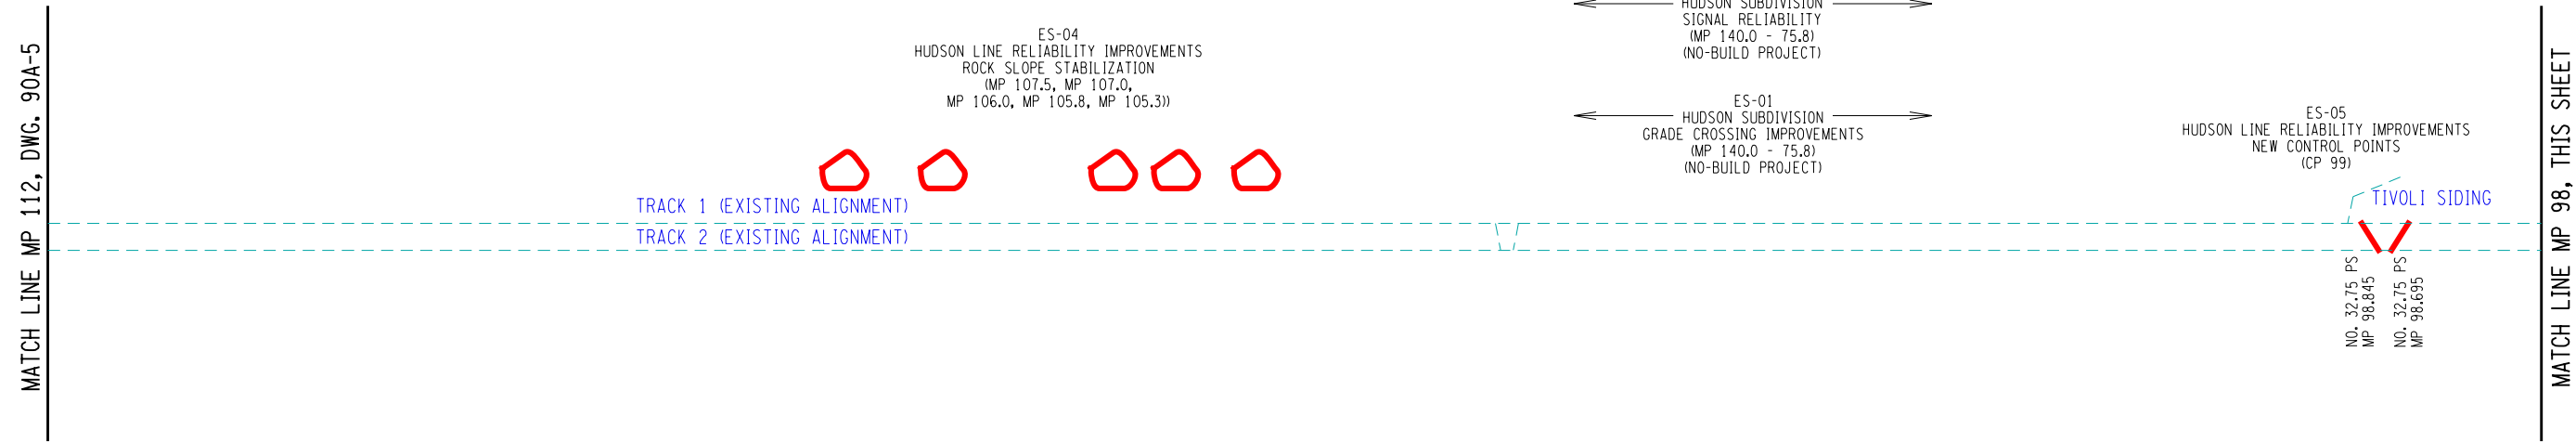 MATCH LINE MP 112, DWG. 90A-5
ES-04
HUDSON LINE RELIABILITY IMPROVEMENTS
ROCK SLOPE STABILIZATION
(MP 107.5, MP 107.0,
MP 106.0, MP 105.8, MP 105.3))
HUDSON SUBDIVISION
SIGNAL RELIABILITY
(MP 140.0 - 75.8)
(NO-BUILD PROJECT)
ES-01
HUDSON SUBDIVISION
GRADE CROSSING IMPROVEMENTS
(MP 140.0 - 75.8)
(NO-BUILD PROJECT)
ES-05
HUDSON LINE RELIABILITY IMPROVEMENTS
NEW CONTROL POINTS
(CP 99)
TRACK 1 (EXISTING ALIGNMENT)
TRACK 2 (EXISTING ALIGNMENT)
TIVOLI SIDING
NO. 32.75 PS
MP 98.845
NO. 32.75 PS
MP 98.695
MATCH LINE MP 98, THIS SHEET